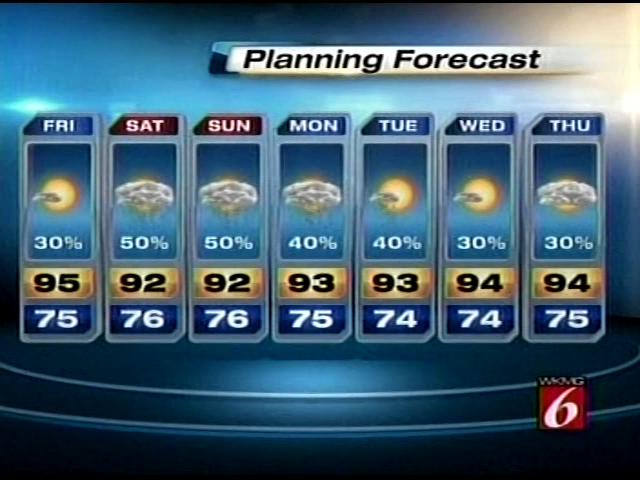 Planning Forecast
FRI SAT SUN MON TUE WED THU
30% 50% 50% 40% 40% 30% 30%
95 92 92 93 93 94 94
75 76 76 75 74 74 75
WKMG
6